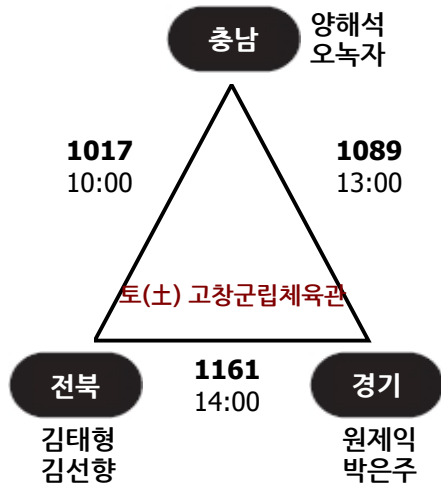 충남
양해석
오녹자
1017
10:00
1089
13:00
토(土) 고창군립체육관
전북
1161
14:00
경기
김태형
김선향
원제익
박은주